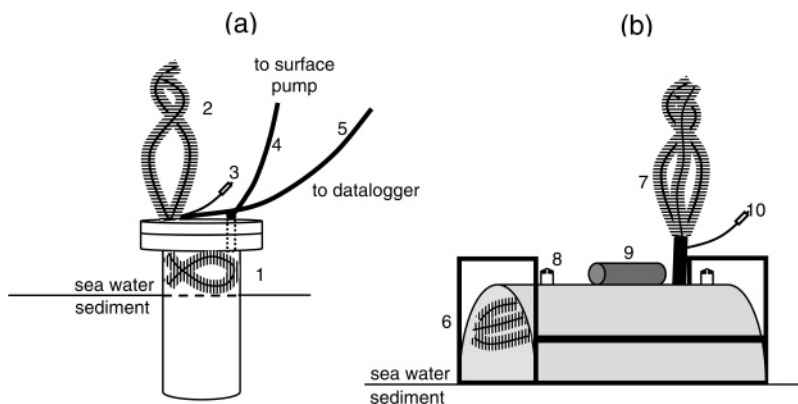 (a)
to surface
pump
2
3
4
5
to datalogger
1
sea water
sediment
(b)
7
10
8
9
6
sea water
sediment